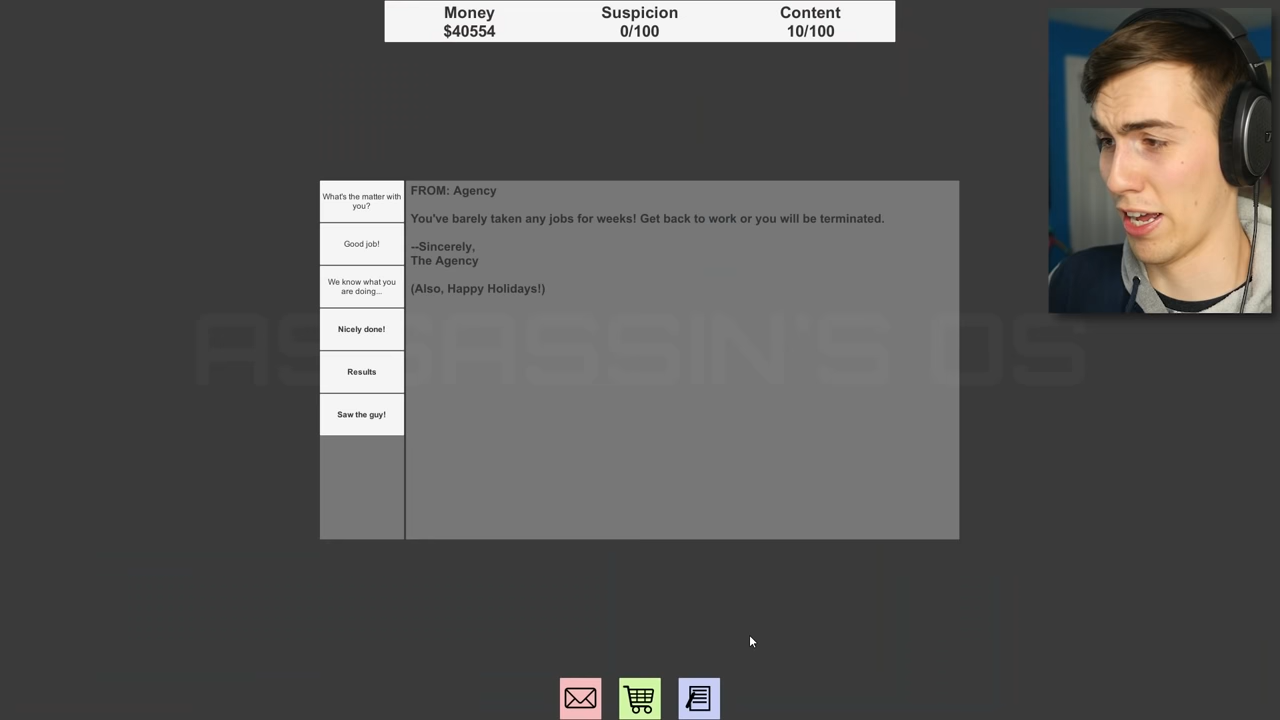 Money
$40554
Suspicion
0/100
Content
10/100
What's the matter with
you?
Good job!
We know what you
are doing...
Nicely done!
Results
Saw the guy!
FROM: Agency
You've barely taken any jobs for weeks! Get back to work or you will be terminated.
--Sincerely,
The Agency
(Also, Happy Holidays!)
ASSASSIN'S OS